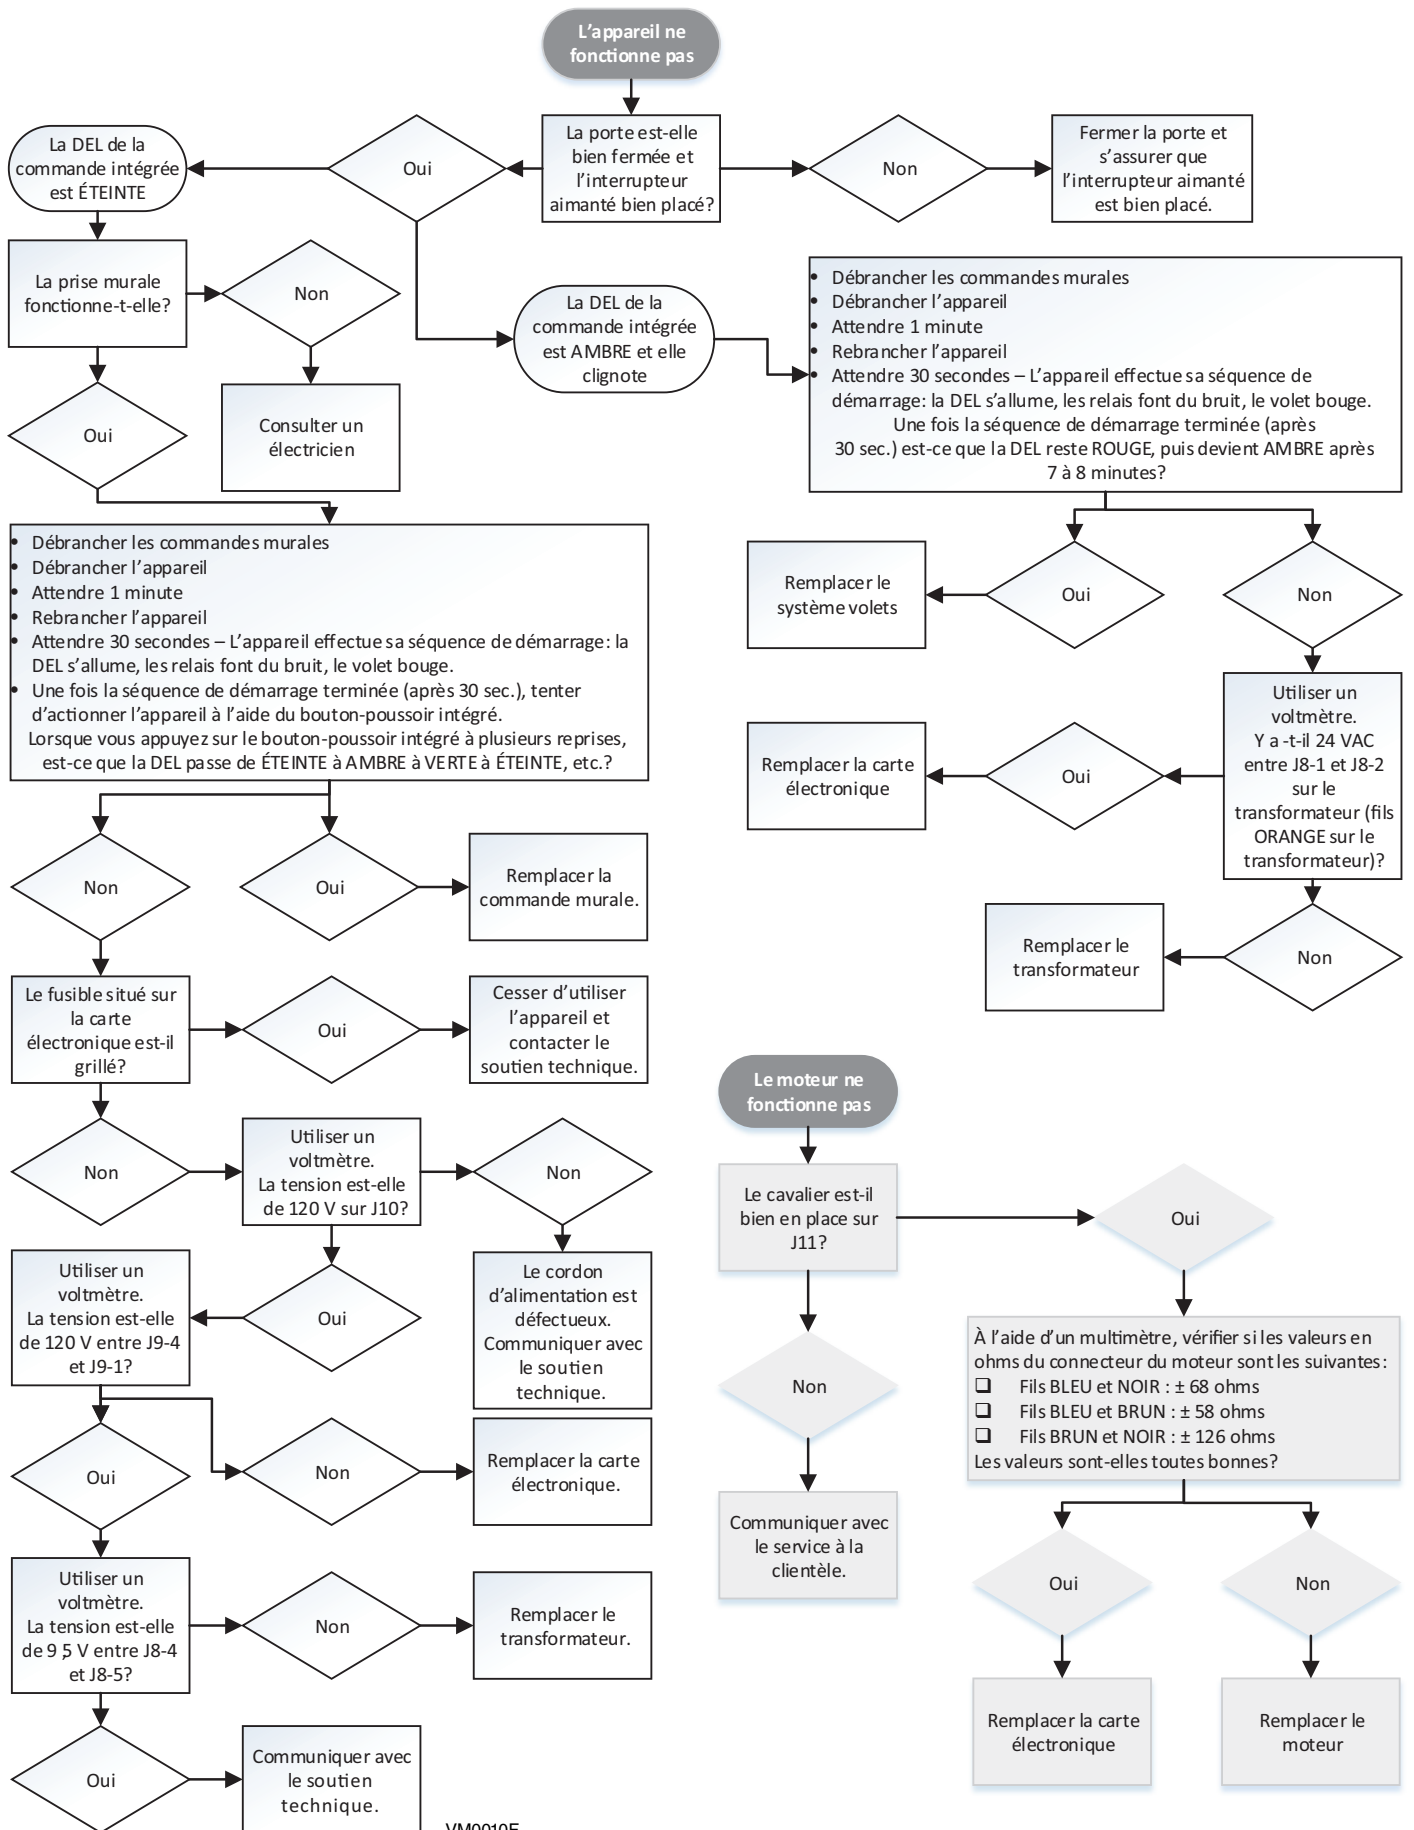 L'appareil ne
fonctionne pas
La porte est-elle
bien fermée et
l'interrupteur
aimanté bien placé?
Oui
Non
Fermer la porte et
s'assurer que
l'interrupteur aimanté
est bien placé.
La DEL de la
commande intégrée
est ÉTEINTE
La prise murale
fonctionne-t-elle?
Non
Consulter un
électricien
Oui
La DEL de la
commande intégrée
est AMBRE et elle
clignote
• Débrancher les commandes murales
• Débrancher l'appareil
• Attendre 1 minute
• Rebrancher l'appareil
• Attendre 30 secondes – L'appareil effectue sa séquence de
démarrage: la DEL s'allume, les relais font du bruit, le volet bouge.
Une fois la séquence de démarrage terminée (après
30 sec.) est-ce que la DEL reste ROUGE, puis devient AMBRE après
7 à 8 minutes?
Oui
Non
Remplacer le
système volets
Utiliser un
voltmètre.
Y a -t-il 24 VAC
entre J8-1 et J8-2
sur le
transformateur (fils
ORANGE sur le
transformateur)?
Oui
Remplacer la carte
électronique
Non
Remplacer le
transformateur
• Débrancher les commandes murales
• Débrancher l'appareil
• Attendre 1 minute
• Rebrancher l'appareil
• Attendre 30 secondes – L'appareil effectue sa séquence de démarrage: la
DEL s'allume, les relais font du bruit, le volet bouge.
• Une fois la séquence de démarrage terminée (après 30 sec.), tenter
d'actionner l'appareil à l'aide du bouton-poussoir intégré.
Lorsque vous appuyez sur le bouton-poussoir intégré à plusieurs reprises,
est-ce que la DEL passe de ÉTEINTE à AMBRE à VERTE à ÉTEINTE, etc.?
Non
Oui
Remplacer la
commande murale.
Le fusible situé sur
la carte
électronique est-il
grillé?
Oui
Cesser d'utiliser
l'appareil et
contacter le
soutien technique.
Non
Utiliser un
voltmètre.
La tension est-elle
de 120 V sur J10?
Non
Le cordon
d'alimentation est
défectueux.
Communiquer avec
le soutien
technique.
Oui
Utiliser un
voltmètre.
La tension est-elle
de 120 V entre J9-4
et J9-1?
Oui
Non
Remplacer la carte
électronique.
Utiliser un
voltmètre.
La tension est-elle
de 9,5 V entre J8-4
et J8-5?
Non
Remplacer le
transformateur.
Oui
Communiquer avec
le soutien
technique.
Le moteur ne
fonctionne pas
Le cavalier est-il
bien en place sur
J11?
Oui
Non
Communiquer avec
le service à la
clientèle.
À l'aide d'un multimètre, vérifier si les valeurs en
ohms du connecteur du moteur sont les suivantes:
❑ Fils BLEU et NOIR : ± 68 ohms
❑ Fils BLEU et BRUN : ± 58 ohms
❑ Fils BRUN et NOIR : ± 126 ohms
Les valeurs sont-elles toutes bonnes?
Oui
Non
Remplacer la carte
électronique
Remplacer le
moteur